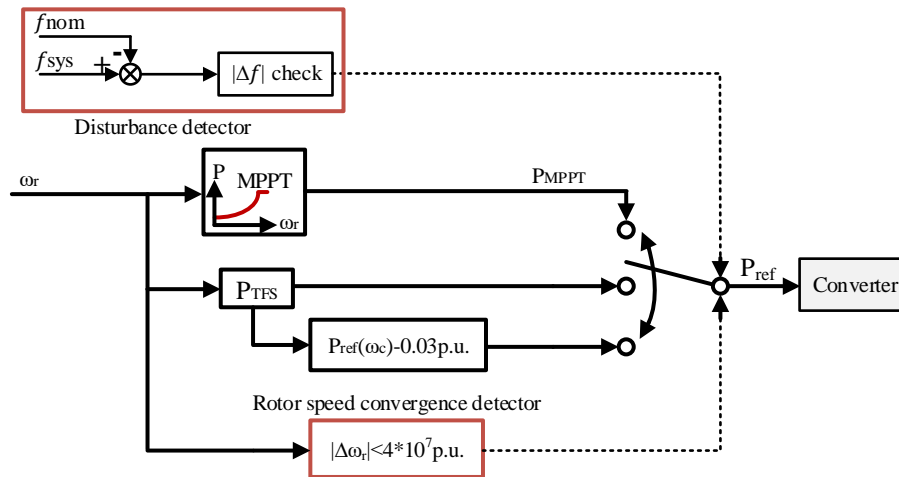 fnom
-
fsys
+
|Δf| check
Disturbance detector
ωr
P
MPPT
ωr
PMPPT
PTFS
Pref
Converter
Pref(ωc)-0.03p.u.
Rotor speed convergence detector
|Δωr|<4*10⁷p.u.